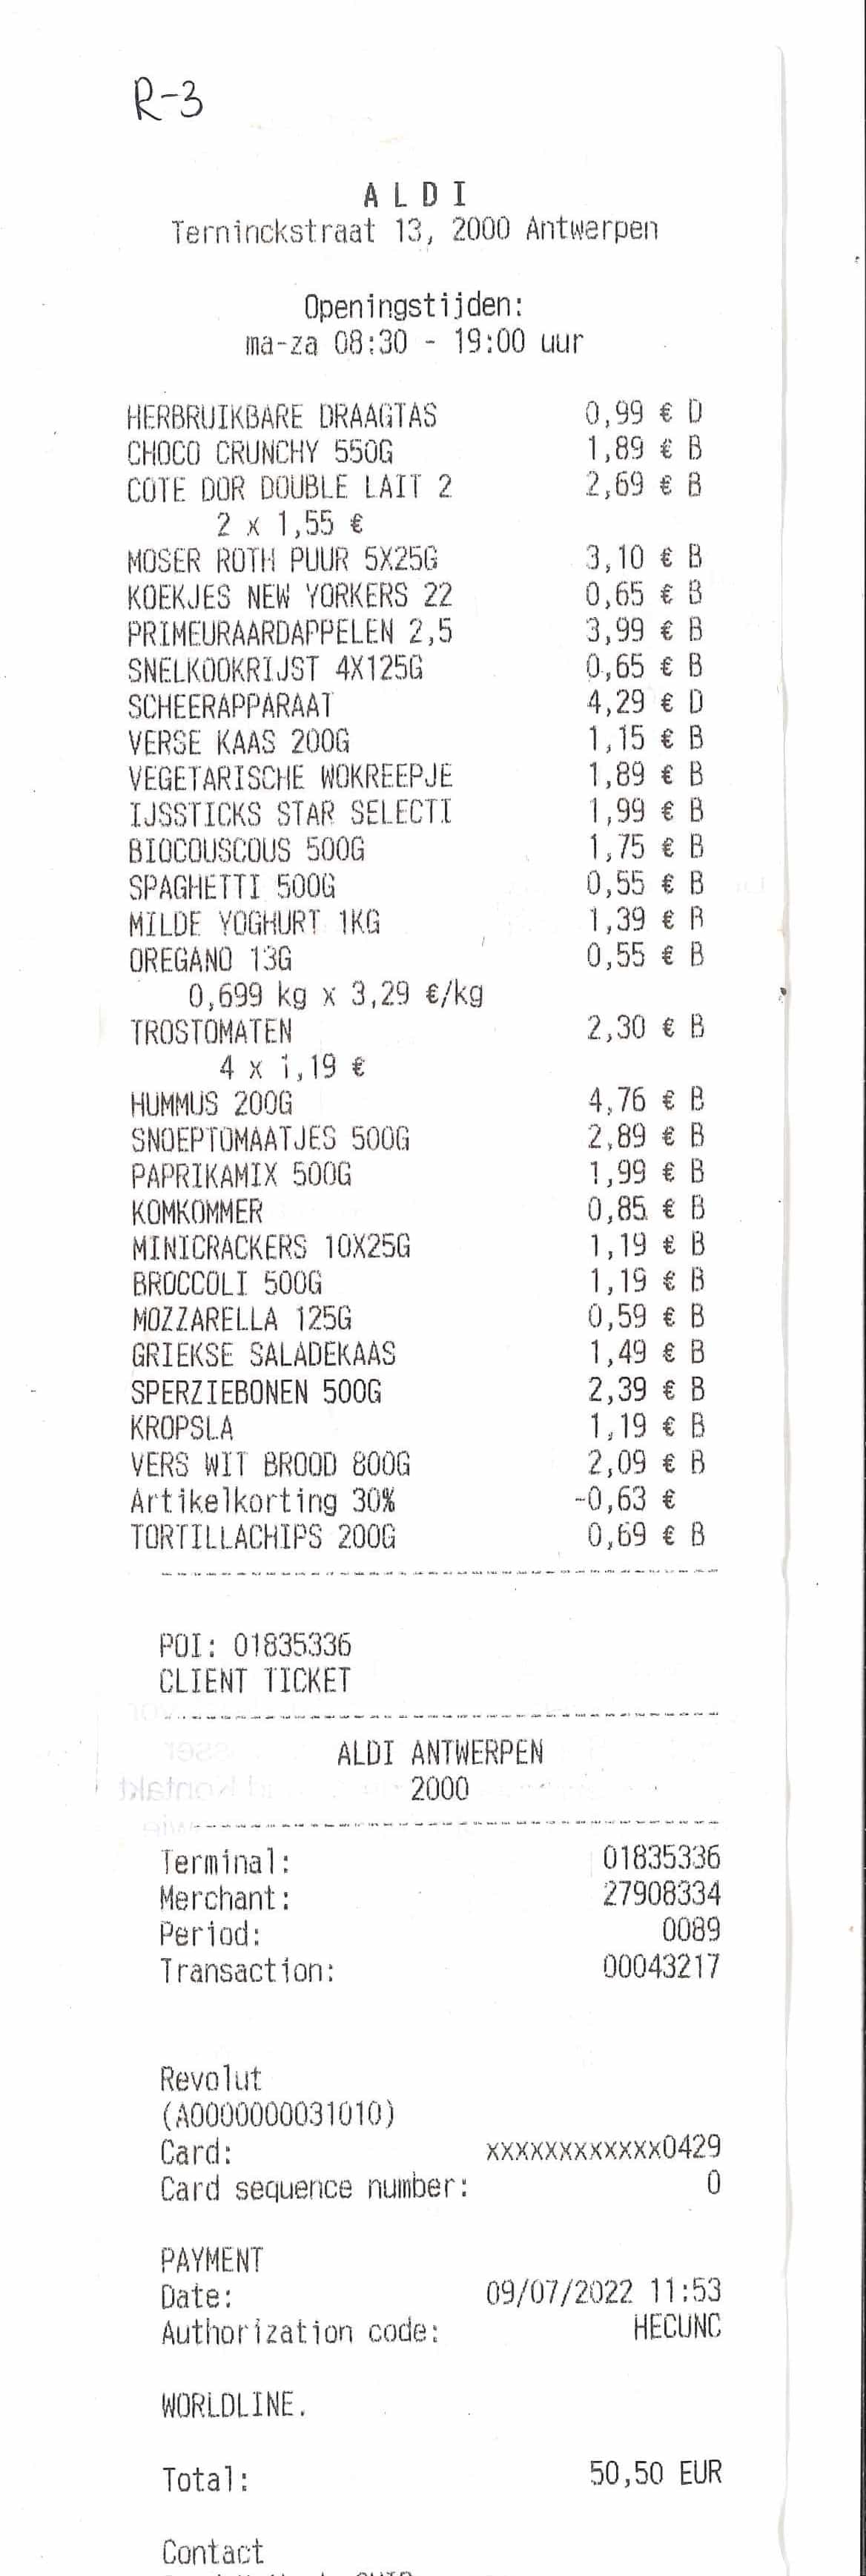 R-3
ALDI
Terninckstraat 13, 2000 Antwerpen
Openingstijden:
ma-za 08:30 - 19:00 uur
HERBRUIKBARE DRAAGTAS 0,99 € D
CHOCO CRUNCHY 550G 1,89 € B
COTE DOR DOUBLE LAIT 2 2,69 € B
2 x 1,55 €
MOSER ROTH PUUR 5X25G 3,10 € B
KOEKJES NEW YORKERS 22 0,65 € B
PRIMEURAARDAPPELEN 2,5 3,99 € B
SNELKOOKRIJST 4X125G 0,65 € B
SCHEERAPPARAAT 4,29 € D
VERSE KAAS 200G 1,15 € B
VEGETARISCHE WOKREEPJE 1,89 € B
IJSSTICKS STAR SELECTI 1,99 € B
BIOCOUSCOUS 500G 1,75 € B
SPAGHETTI 500G 0,55 € B
MILDE YOGHURT 1KG 1,39 € B
OREGANO 13G 0,55 € B
0,699 kg x 3,29 €/kg
TROSTOMATEN 2,30 € B
4 x 1,19 €
HUMMUS 200G 4,76 € B
SNOEPTOMAATJES 500G 2,89 € B
PAPRIKAMIX 500G 1,99 € B
KOMKOMMER 0,85 € B
MINICRACKERS 10X25G 1,19 € B
BROCCOLI 500G 1,19 € B
MOZZARELLA 125G 0,59 € B
GRIEKSE SALADEKAAS 1,49 € B
SPERZIEBONEN 500G 2,39 € B
KROPSLA 1,19 € B
VERS WIT BROOD 800G 2,09 € B
Artikelkorting 30% -0,63 €
TORTILLACHIPS 200G 0,69 € B
POI: 01835336
CLIENT TICKET
ALDI ANTWERPEN
2000
Terminal: 01835336
Merchant: 27908334
Period: 0089
Transaction: 00043217
Revolut
(A0000000031010)
Card: xxxxxxxxxxxx0429
Card sequence number: 0
PAYMENT
Date: 09/07/2022 11:53
Authorization code: HECUNC
WORLDLINE.
Total: 50,50 EUR
Contact